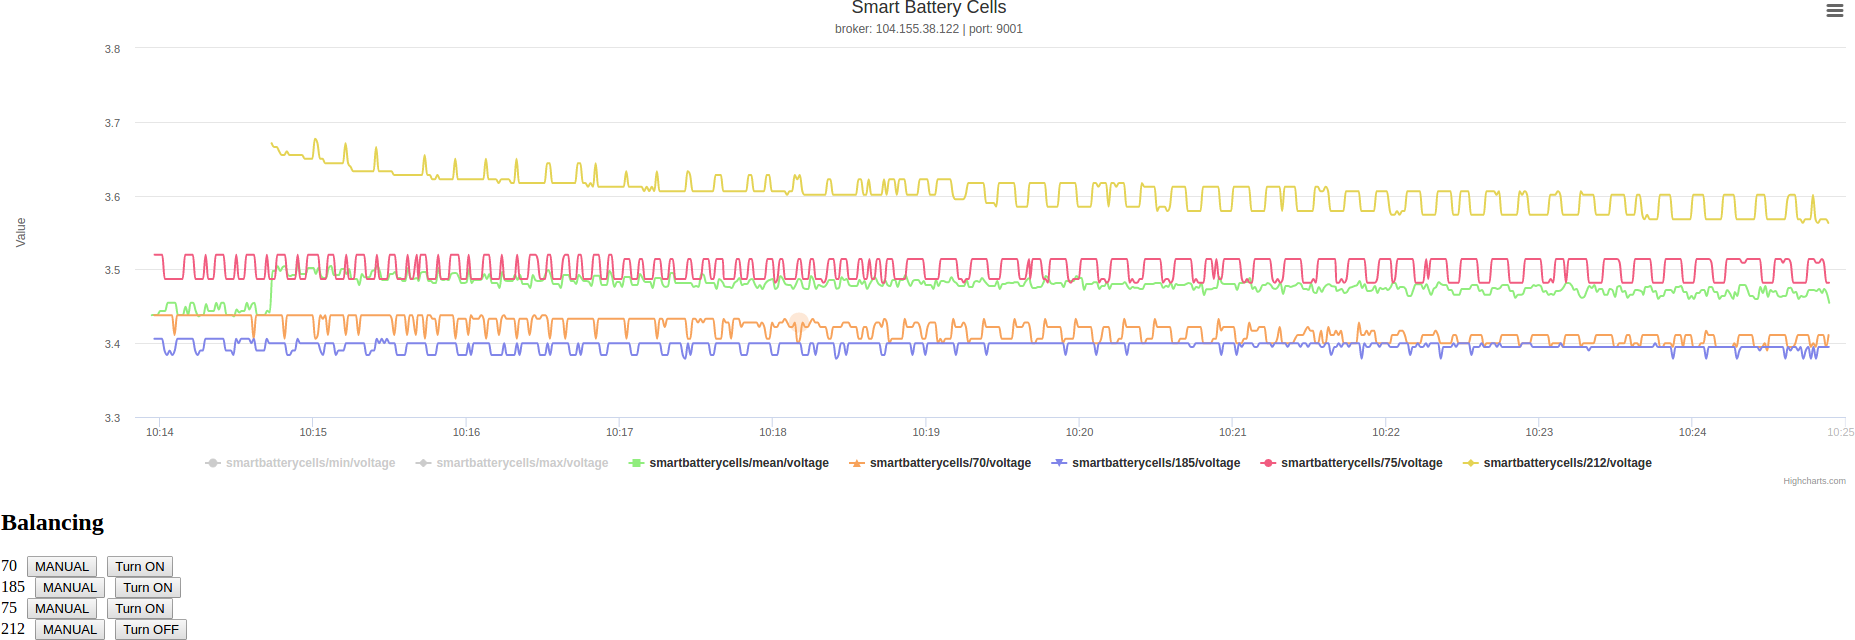 Smart Battery Cells
broker: 104.155.38.122 | port: 9001
3.8
3.7
3.6
3.5
3.4
3.3
Value
10:14 10:15 10:16 10:17 10:18 10:19 10:20 10:21 10:22 10:23 10:24 10:25
smartbatterycells/min/voltage smartbatterycells/max/voltage smartbatterycells/mean/voltage smartbatterycells/70/voltage smartbatterycells/185/voltage smartbatterycells/75/voltage smartbatterycells/212/voltage
Highcharts.com
Balancing
70 MANUAL Turn ON
185 MANUAL Turn ON
75 MANUAL Turn ON
212 MANUAL Turn OFF